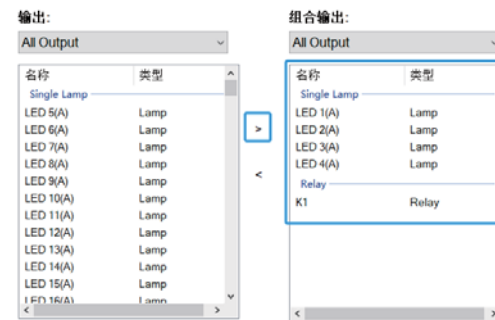 输出:
All Output
名称 类型
Single Lamp
LED 5(A) Lamp
LED 6(A) Lamp
LED 7(A) Lamp
LED 8(A) Lamp
LED 9(A) Lamp
LED 10(A) Lamp
LED 11(A) Lamp
LED 12(A) Lamp
LED 13(A) Lamp
LED 14(A) Lamp
LED 15(A) Lamp
LED 16(A) Lamp
>
<
组合输出:
All Output
名称 类型
Single Lamp
LED 1(A) Lamp
LED 2(A) Lamp
LED 3(A) Lamp
LED 4(A) Lamp
Relay
K1 Relay